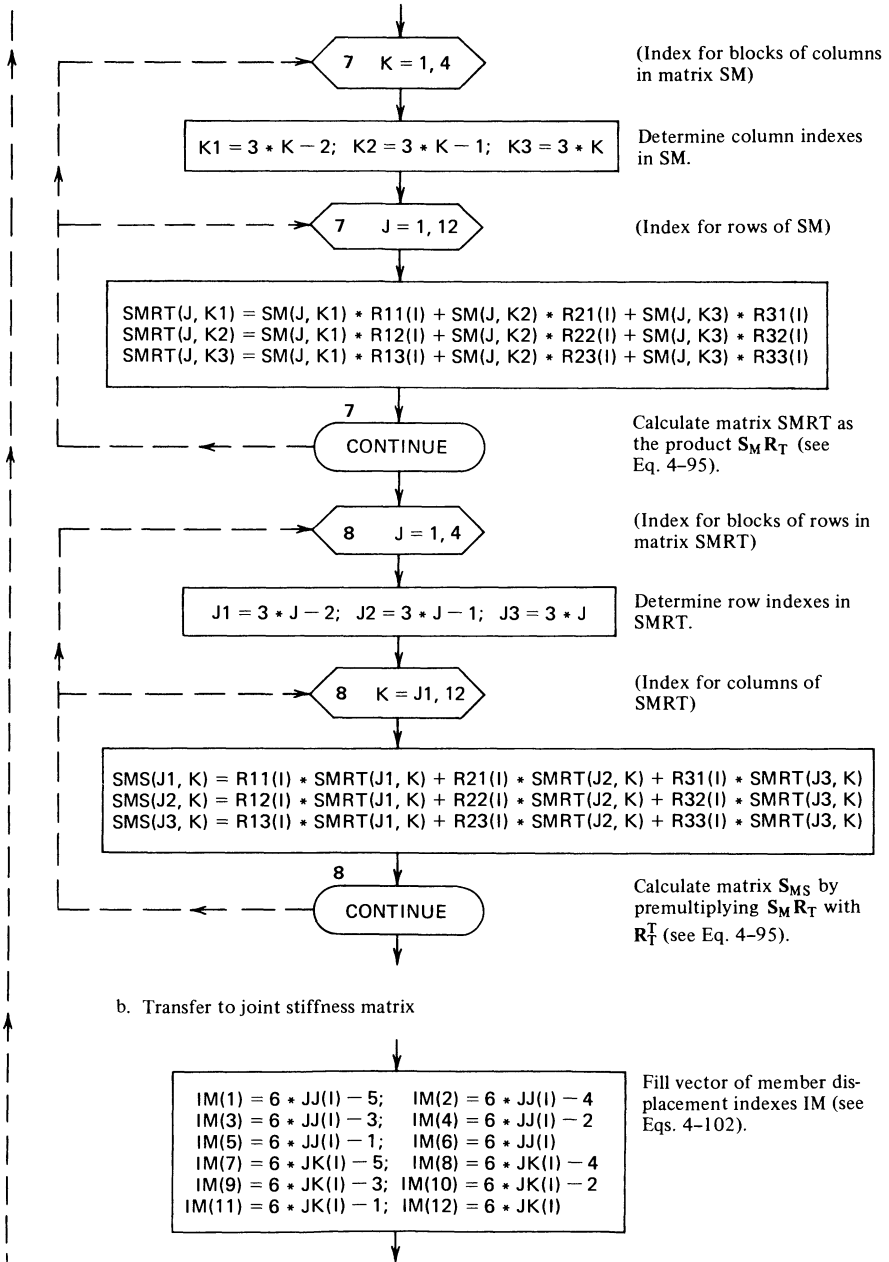 7 K = 1, 4
(Index for blocks of columns
in matrix SM)
K1 = 3 * K − 2; K2 = 3 * K − 1; K3 = 3 * K
Determine column indexes
in SM.
7 J = 1, 12
(Index for rows of SM)
SMRT(J, K1) = SM(J, K1) * R11(I) + SM(J, K2) * R21(I) + SM(J, K3) * R31(I)
SMRT(J, K2) = SM(J, K1) * R12(I) + SM(J, K2) * R22(I) + SM(J, K3) * R32(I)
SMRT(J, K3) = SM(J, K1) * R13(I) + SM(J, K2) * R23(I) + SM(J, K3) * R33(I)
7
CONTINUE
Calculate matrix SMRT as
the product S_M R_T (see
Eq. 4–95).
8 J = 1, 4
(Index for blocks of rows in
matrix SMRT)
J1 = 3 * J − 2; J2 = 3 * J − 1; J3 = 3 * J
Determine row indexes in
SMRT.
8 K = J1, 12
(Index for columns of
SMRT)
SMS(J1, K) = R11(I) * SMRT(J1, K) + R21(I) * SMRT(J2, K) + R31(I) * SMRT(J3, K)
SMS(J2, K) = R12(I) * SMRT(J1, K) + R22(I) * SMRT(J2, K) + R32(I) * SMRT(J3, K)
SMS(J3, K) = R13(I) * SMRT(J1, K) + R23(I) * SMRT(J2, K) + R33(I) * SMRT(J3, K)
8
CONTINUE
Calculate matrix S_MS by
premultiplying S_M R_T with
R_T^T (see Eq. 4–95).
b. Transfer to joint stiffness matrix
IM(1) = 6 * JJ(I) − 5; IM(2) = 6 * JJ(I) − 4
IM(3) = 6 * JJ(I) − 3; IM(4) = 6 * JJ(I) − 2
IM(5) = 6 * JJ(I) − 1; IM(6) = 6 * JJ(I)
IM(7) = 6 * JK(I) − 5; IM(8) = 6 * JK(I) − 4
IM(9) = 6 * JK(I) − 3; IM(10) = 6 * JK(I) − 2
IM(11) = 6 * JK(I) − 1; IM(12) = 6 * JK(I)
Fill vector of member dis-
placement indexes IM (see
Eqs. 4–102).